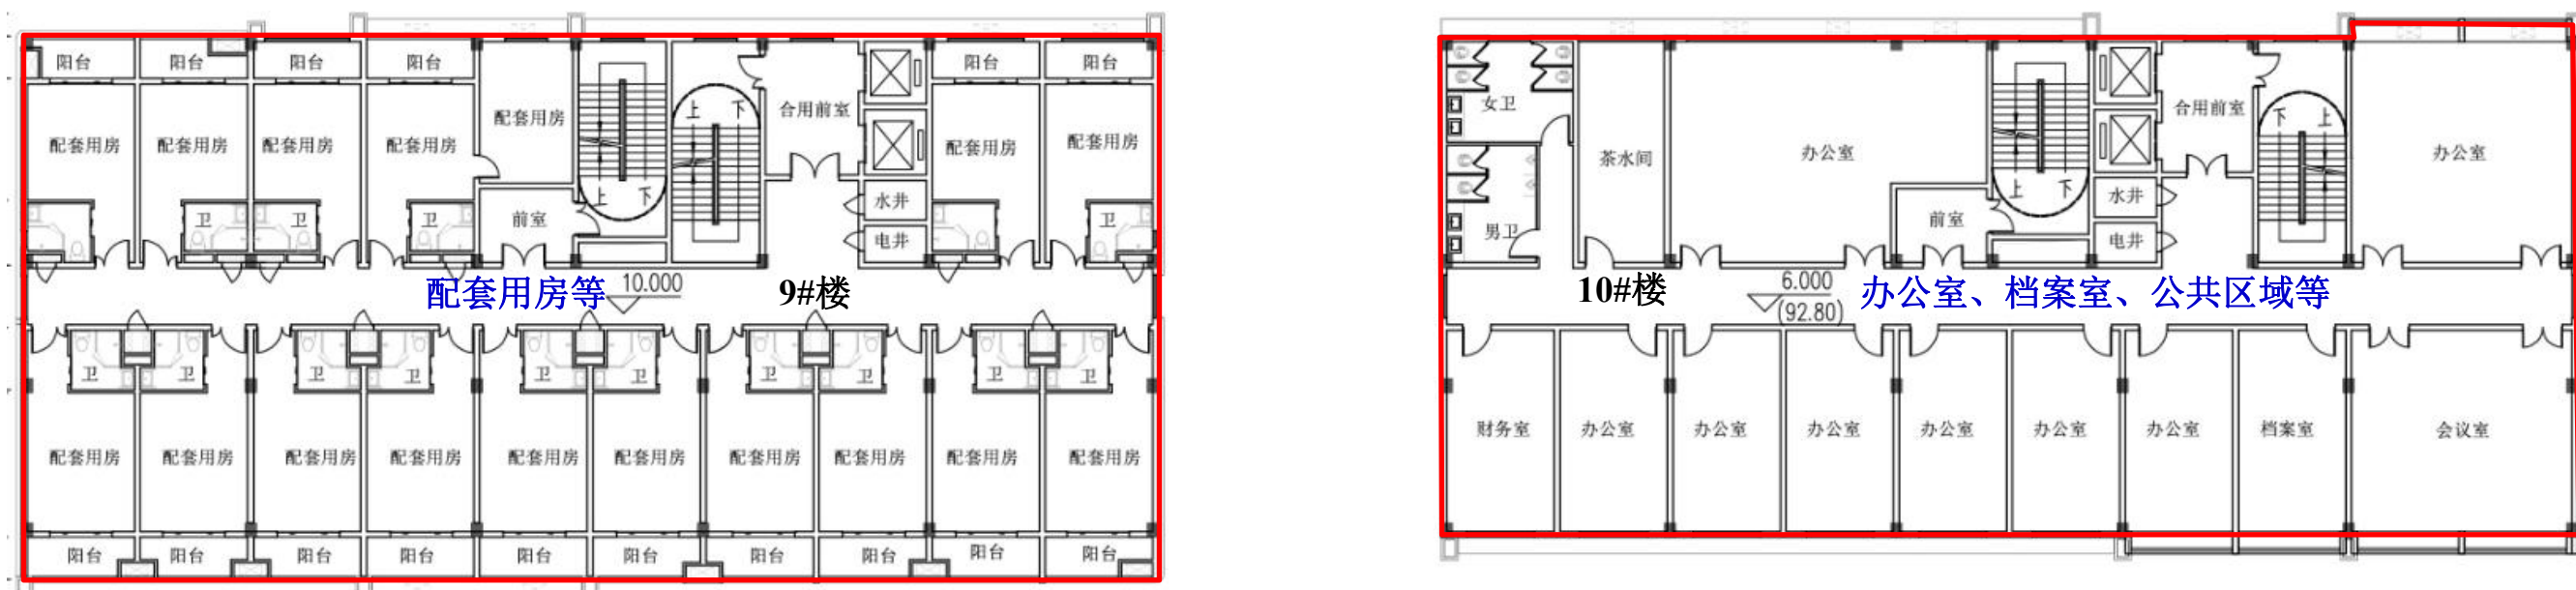 阳台 阳台 阳台 阳台 阳台 阳台
配套用房 配套用房 配套用房 配套用房 配套用房 合用前室 配套用房 配套用房
上 下
上 下
卫 卫 卫 前室 水井 卫
电井
配套用房等 10.000 9#楼
卫 卫 卫 卫 卫 卫 卫 卫 卫 卫
配套用房 配套用房 配套用房 配套用房 配套用房 配套用房 配套用房 配套用房 配套用房 配套用房
阳台 阳台 阳台 阳台 阳台 阳台 阳台 阳台 阳台 阳台
女卫 合用前室
下 上
茶水间 办公室 办公室
上 下 水井
男卫 前室 电井
10#楼 6.000 办公室、档案室、公共区域等
(92.80)
财务室 办公室 办公室 办公室 办公室 办公室 办公室 档案室 会议室